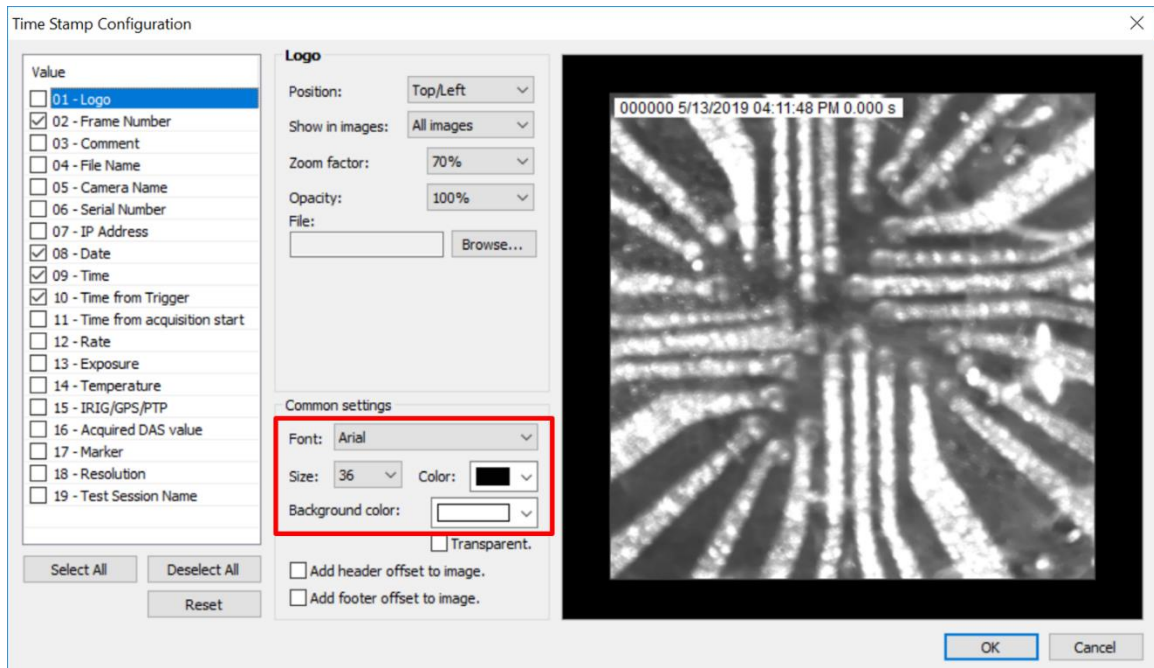 Time Stamp Configuration
Value
01 - Logo
02 - Frame Number
03 - Comment
04 - File Name
05 - Camera Name
06 - Serial Number
07 - IP Address
08 - Date
09 - Time
10 - Time from Trigger
11 - Time from acquisition start
12 - Rate
13 - Exposure
14 - Temperature
15 - IRIG/GPS/PTP
16 - Acquired DAS value
17 - Marker
18 - Resolution
19 - Test Session Name
Select All
Deselect All
Reset
Logo
Position: Top/Left
Show in images: All images
Zoom factor: 70%
Opacity: 100%
File:
Browse...
Common settings
Font: Arial
Size: 36 Color:
Background color:
Transparent.
Add header offset to image.
Add footer offset to image.
000000 5/13/2019 04:11:48 PM 0.000 s
OK
Cancel